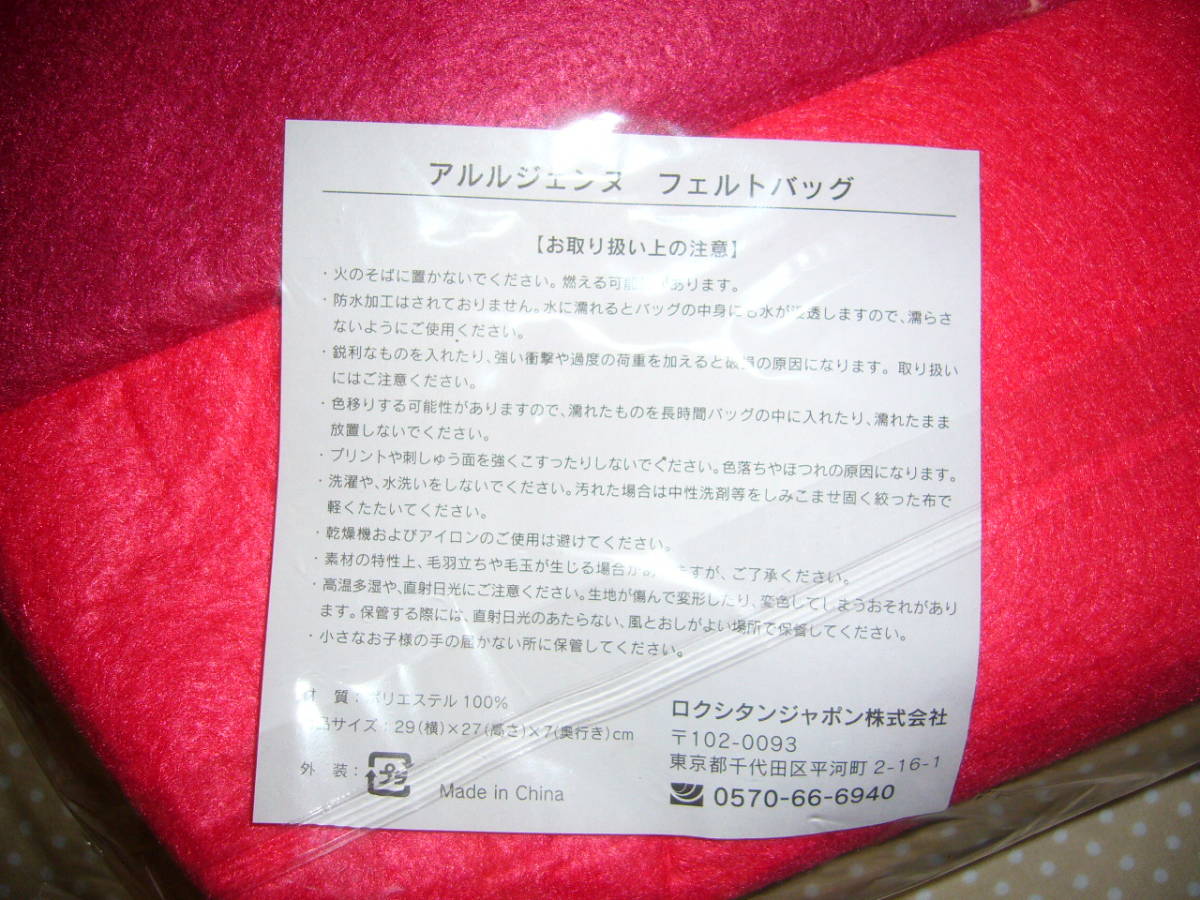 アルルジェンヌ　フェルトバッグ
【お取り扱い上の注意】
・火のそばに置かないでください。燃える可能　あります。
・防水加工はされておりません。水に濡れるとバッグの中身にも水が浸透しますので、濡らさ
ないようにご使用ください。
・鋭利なものを入れたり、強い衝撃や過度の荷重を加えると破損の原因になります。取り扱い
にはご注意ください。
・色移りする可能性がありますので、濡れたものを長時間バッグの中に入れたり、濡れたまま
放置しないでください。
・プリントや刺しゅう面を強くこすったりしないでください。色落ちやほつれの原因になります。
・洗濯や、水洗いをしないでください。汚れた場合は中性洗剤等をしみこませ固く絞った布で
軽くたたいてください。
・乾燥機およびアイロンのご使用は避けてください。
・素材の特性上、毛羽立ちや毛玉が生じる場合がありますが、ご了承ください。
・高温多湿や、直射日光にご注意ください。生地が傷んで変形したり、変色してしまうおそれがあり
ます。保管する際には、直射日光のあたらない、風とおしがよい場所で保管してください。
・小さなお子様の手の届かない所に保管してください。
材　質：ポリエステル100%
品サイズ：29(横)×27(高さ)×7(奥行き)cm
外　装：プラ
Made in China
ロクシタンジャポン株式会社
〒102-0093
東京都千代田区平河町2-16-1
0570-66-6940